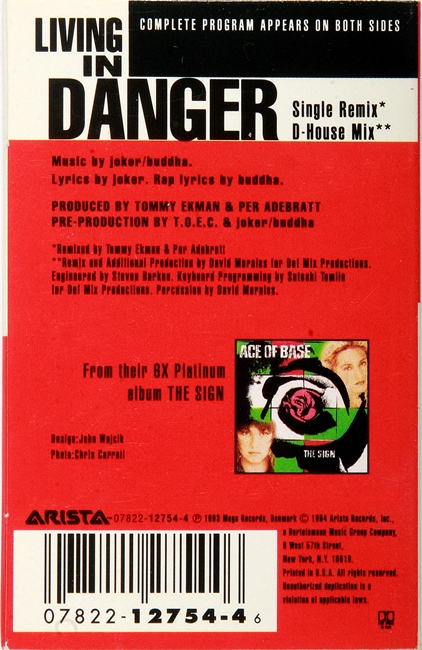 LIVING
IN
DANGER
COMPLETE PROGRAM APPEARS ON BOTH SIDES
Single Remix*
D-House Mix**
Music by joker/buddha.
Lyrics by joker. Rap lyrics by buddha.
PRODUCED BY TOMMY EKMAN & PER ADEBRATT
PRE-PRODUCTION BY T.O.E.C. & joker/buddha
*Remixed by Tommy Ekman & Per Adebratt
**Remix and Additional Production by David Morales for Def Mix Productions.
Engineered by Steven Barkan. Keyboard Programming by Satoshi Tomiie
for Def Mix Productions. Percussion by David Morales.
From their 6X Platinum
album THE SIGN
ACE OF BASE
THE SIGN
Design: John Wojcik
Photo: Chris Carroll
ARISTA 07822-12754-4 ℗ 1993 Mega Records, Denmark © 1994 Arista Records, Inc.,
a Bertelsmann Music Group Company,
6 West 57th Street,
New York, N.Y. 10019.
Printed in U.S.A. All rights reserved.
Unauthorized duplication is a
violation of applicable laws.
07822-12754-4 6